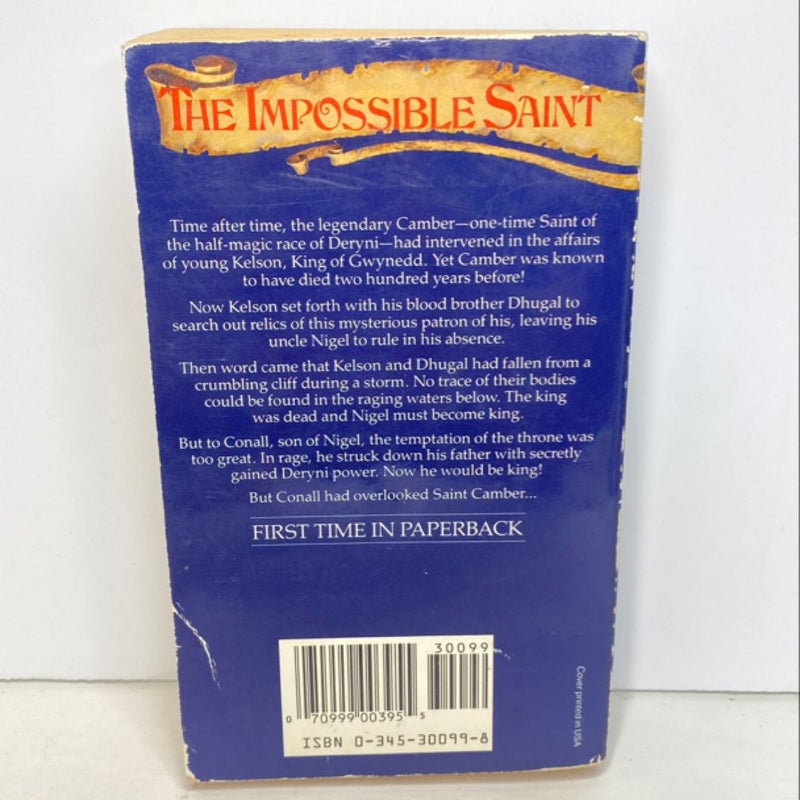 THE IMPOSSIBLE SAINT
Time after time, the legendary Camber—one-time Saint of
the half-magic race of Deryni—had intervened in the affairs
of young Kelson, King of Gwynedd. Yet Camber was known
to have died two hundred years before!
Now Kelson set forth with his blood brother Dhugal to
search out relics of this mysterious patron of his, leaving his
uncle Nigel to rule in his absence.
Then word came that Kelson and Dhugal had fallen from a
crumbling cliff during a storm. No trace of their bodies
could be found in the raging waters below. The king
was dead and Nigel must become king.
But to Conall, son of Nigel, the temptation of the throne was
too great. In rage, he struck down his father with secretly
gained Deryni power. Now he would be king!
But Conall had overlooked Saint Camber...
FIRST TIME IN PAPERBACK
30099
0 70999 00395 5
ISBN 0-345-30099-8
Cover printed in USA